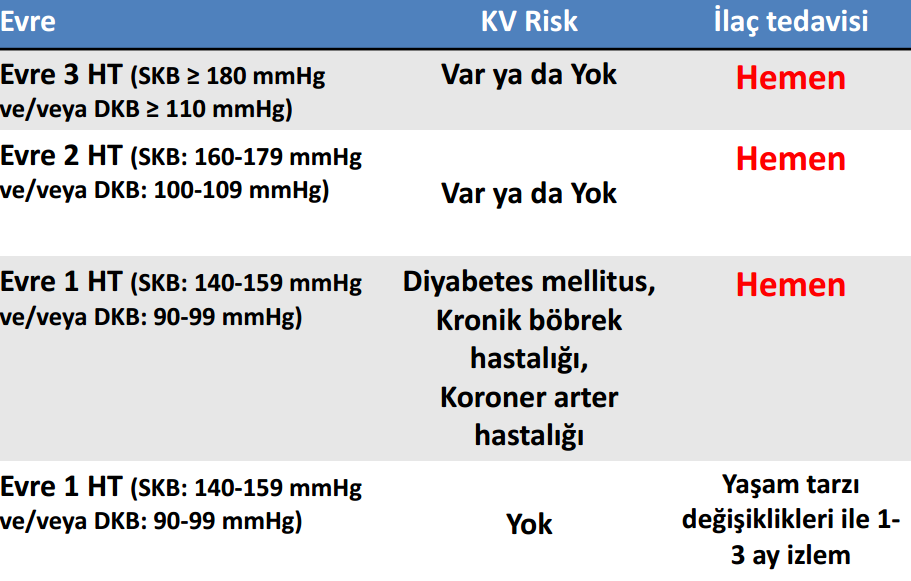 Evre KV Risk İlaç tedavisi
Evre 3 HT (SKB ≥ 180 mmHg
ve/veya DKB ≥ 110 mmHg)
Var ya da Yok
Hemen
Evre 2 HT (SKB: 160-179 mmHg
ve/veya DKB: 100-109 mmHg)
Var ya da Yok
Hemen
Evre 1 HT (SKB: 140-159 mmHg
ve/veya DKB: 90-99 mmHg)
Diyabetes mellitus,
Kronik böbrek
hastalığı,
Koroner arter
hastalığı
Hemen
Evre 1 HT (SKB: 140-159 mmHg
ve/veya DKB: 90-99 mmHg)
Yok
Yaşam tarzı
değişiklikleri ile 1-
3 ay izlem